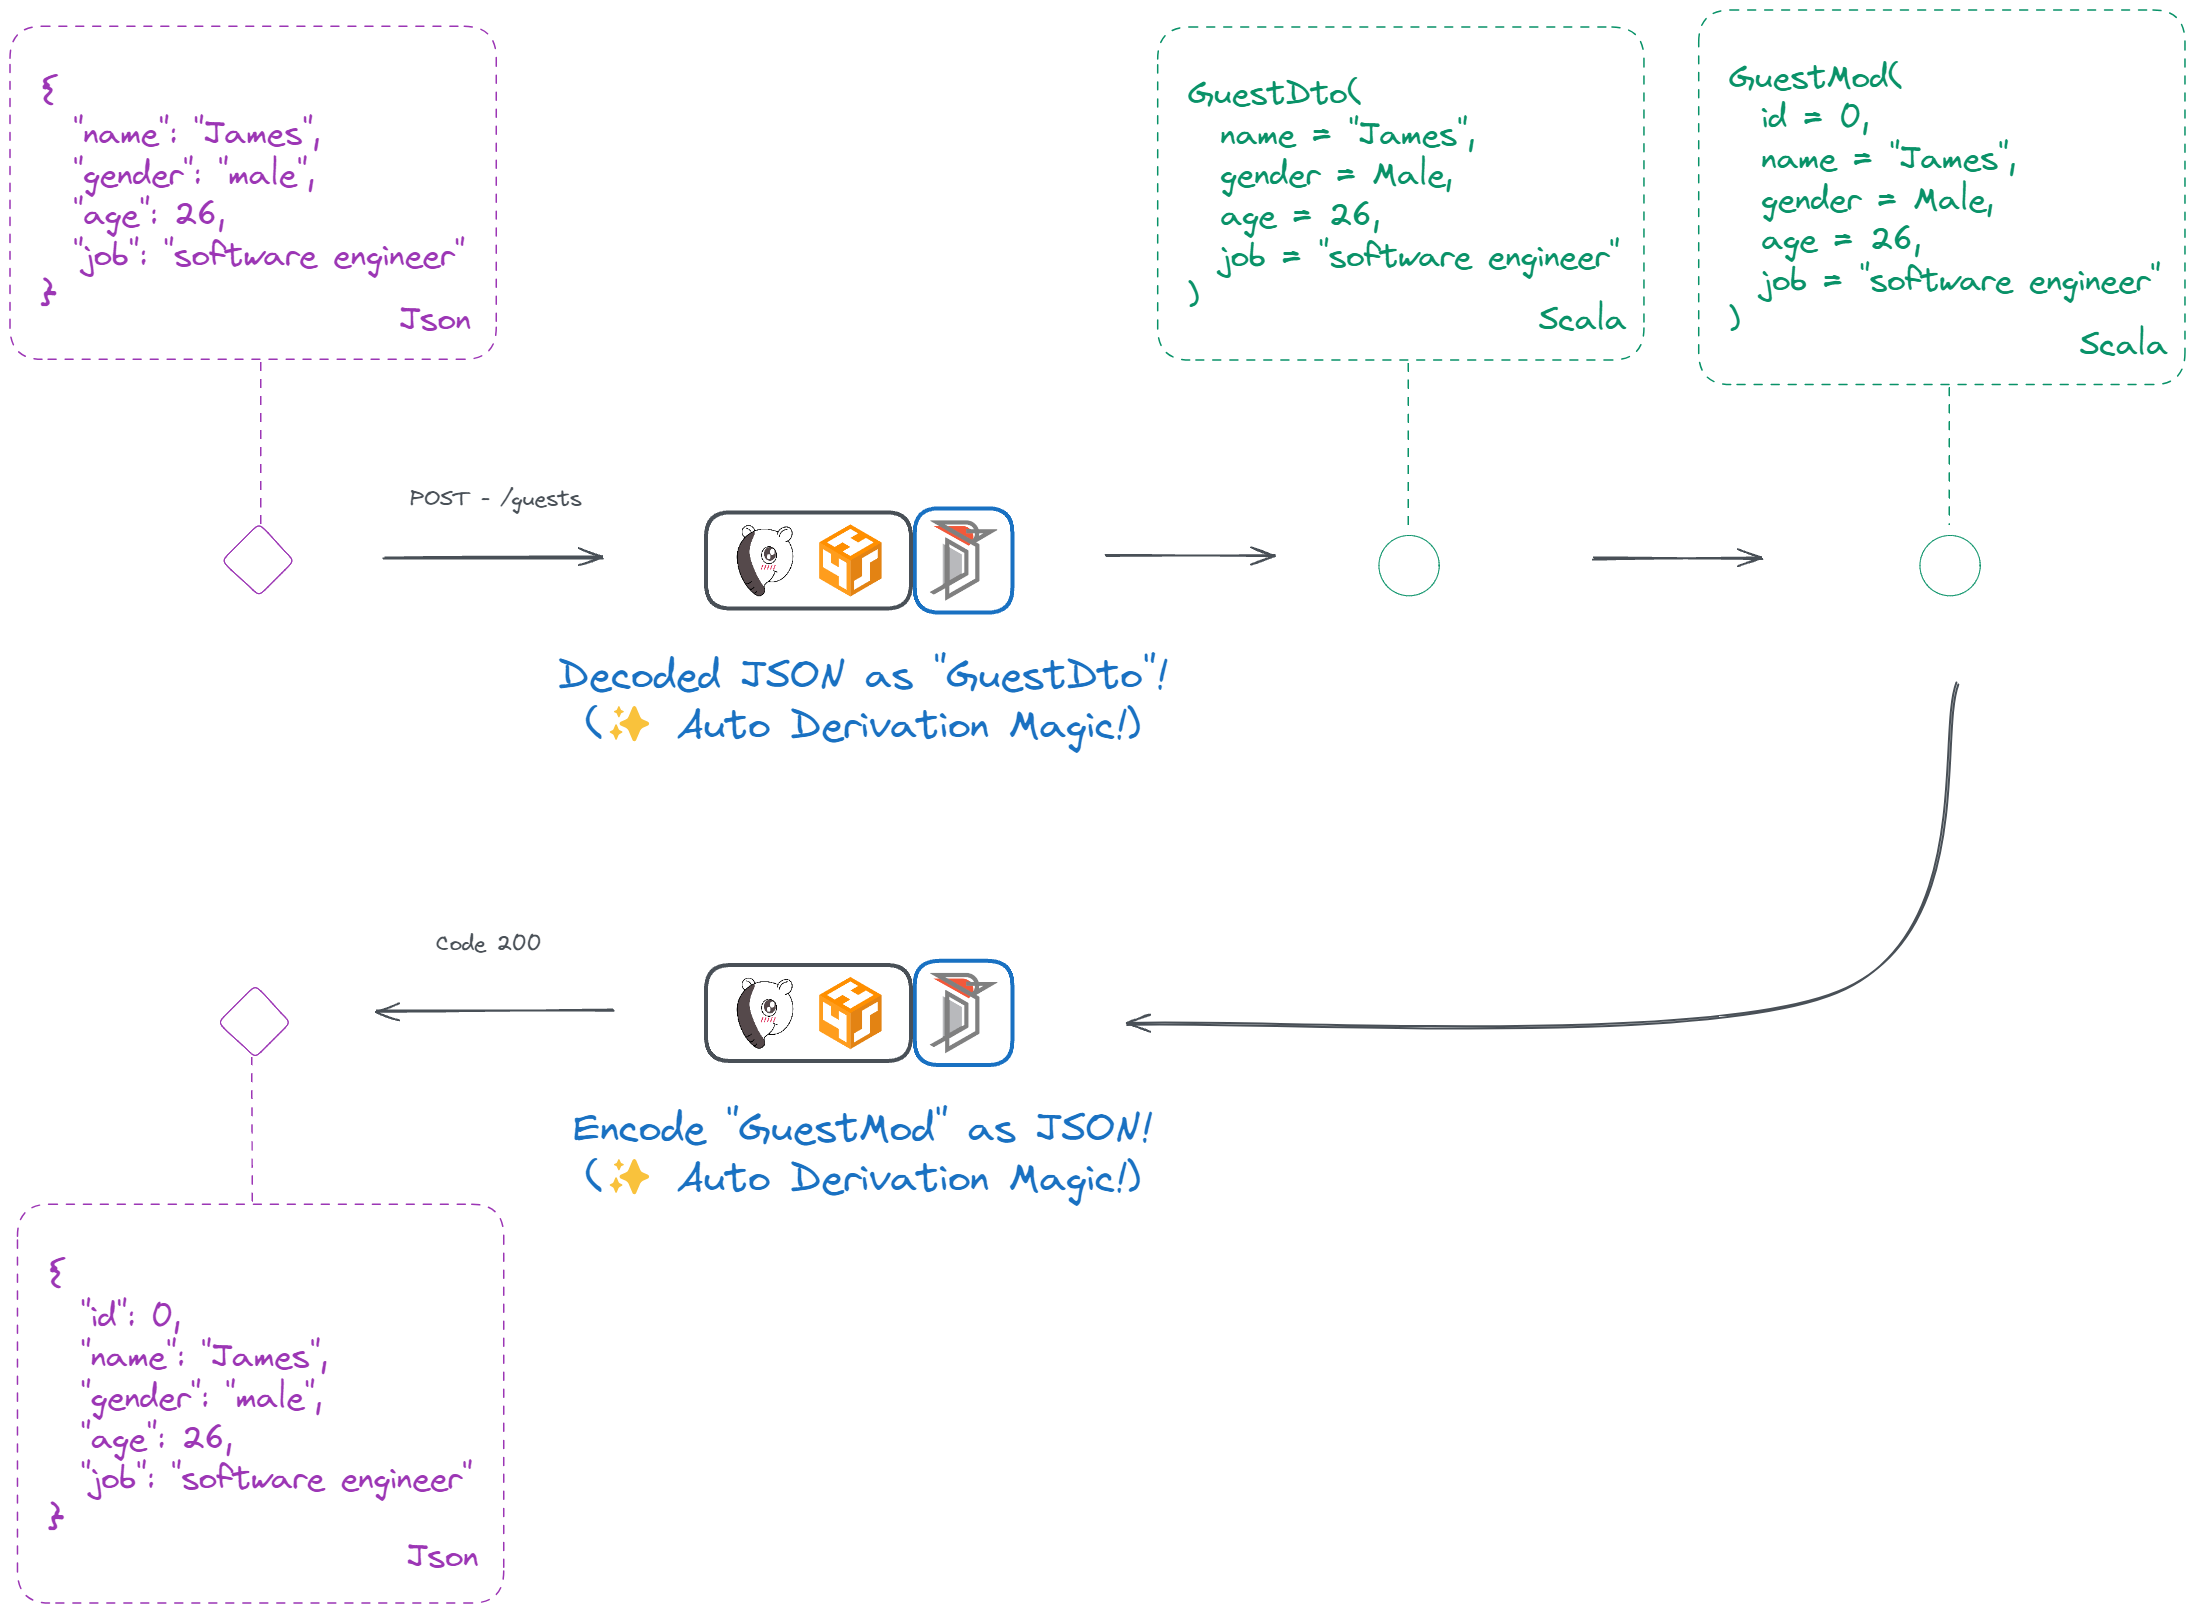 {
"name": "James",
"gender": "male",
"age": 26,
"job": "software engineer"
}
Json
GuestDto(
name = "James",
gender = Male,
age = 26,
job = "software engineer"
)
Scala
GuestMod(
id = 0,
name = "James",
gender = Male,
age = 26,
job = "software engineer"
)
Scala
POST - /guests
Decoded JSON as "GuestDto"!
(✨ Auto Derivation Magic!)
Code 200
Encode "GuestMod" as JSON!
(✨ Auto Derivation Magic!)
{
"id": 0,
"name": "James",
"gender": "male",
"age": 26,
"job": "software engineer"
}
Json